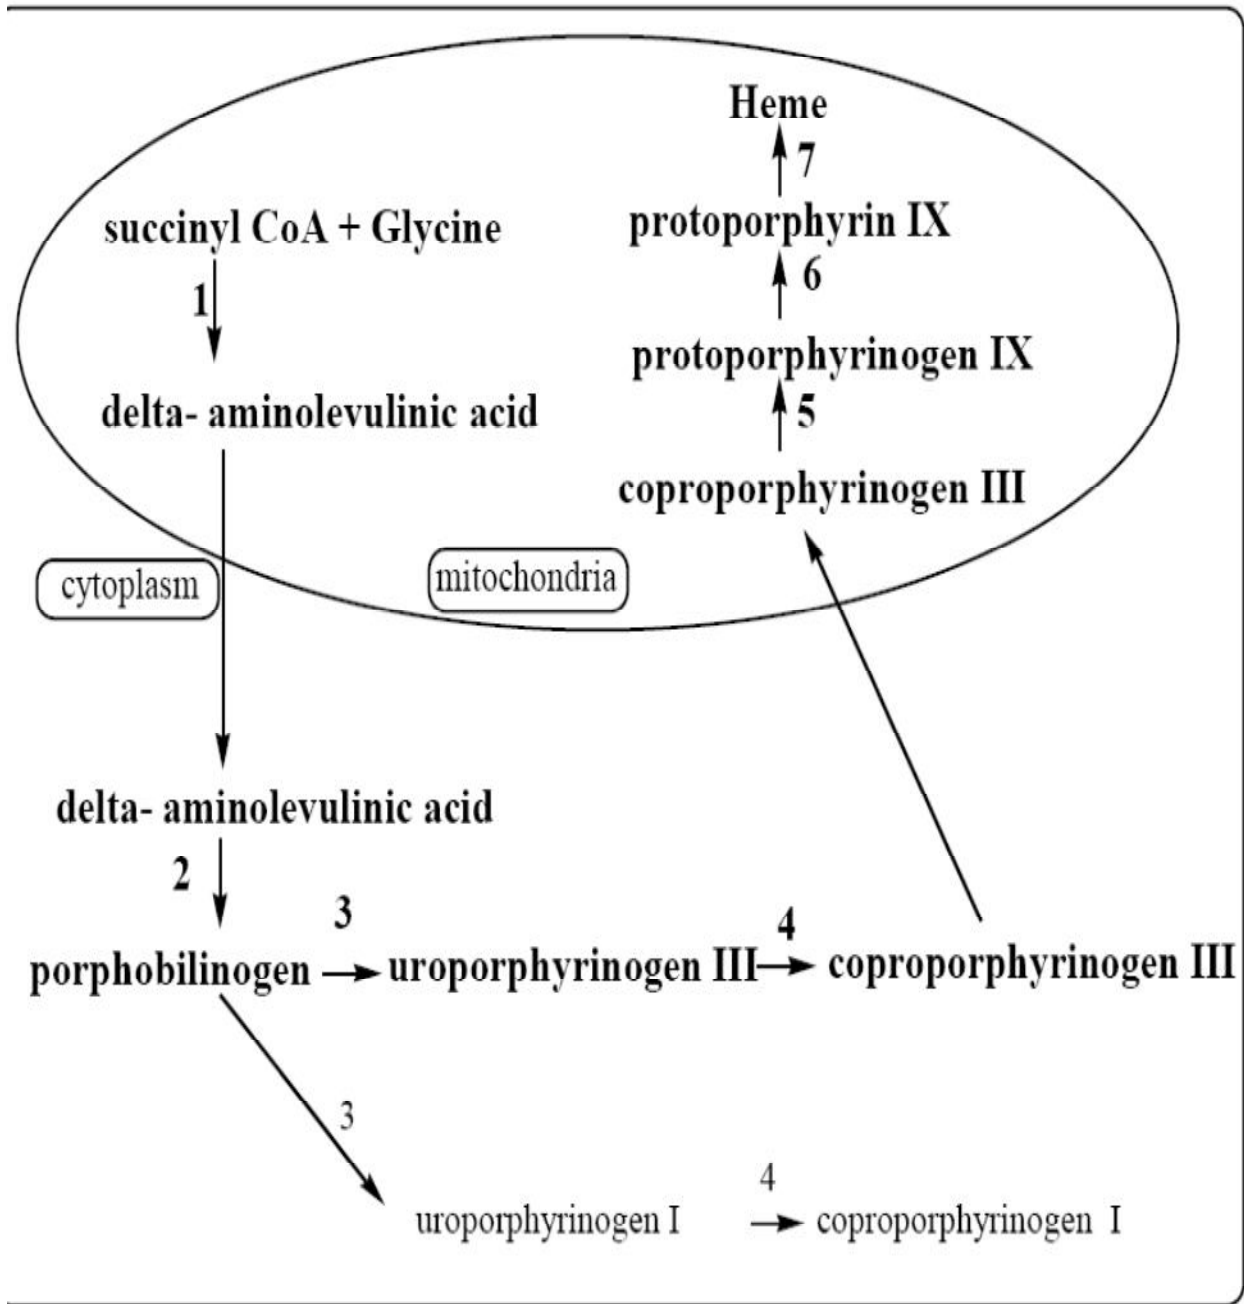 Heme
7
succinyl CoA + Glycine
protoporphyrin IX
1
6
protoporphyrinogen IX
delta- aminolevulinic acid
5
coproporphyrinogen III
cytoplasm
mitochondria
delta- aminolevulinic acid
2
3
4
porphobilinogen
uroporphyrinogen III
coproporphyrinogen III
3
4
uroporphyrinogen I
coproporphyrinogen I